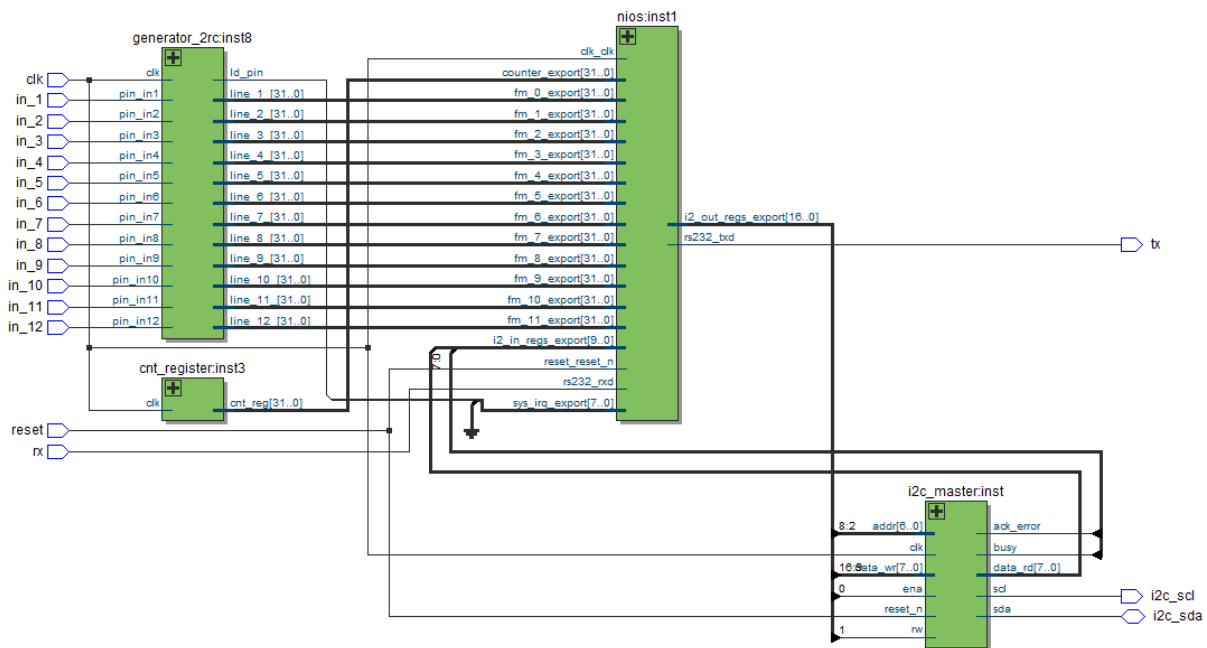 nios:inst1
generator_2rc:inst8
clk_clk
clk clk ld_pin counter_export[31..0]
in_1 pin_in1 line_1_[31..0] fm_0_export[31..0]
in_2 pin_in2 line_2_[31..0] fm_1_export[31..0]
in_3 pin_in3 line_3_[31..0] fm_2_export[31..0]
in_4 pin_in4 line_4_[31..0] fm_3_export[31..0]
in_5 pin_in5 line_5_[31..0] fm_4_export[31..0]
in_6 pin_in6 line_6_[31..0] fm_5_export[31..0]
in_7 pin_in7 line_7_[31..0] fm_6_export[31..0] i2_out_regs_export[16..0]
in_8 pin_in8 line_8_[31..0] fm_7_export[31..0] rs232_txd tx
in_9 pin_in9 line_9_[31..0] fm_8_export[31..0]
in_10 pin_in10 line_10_[31..0] fm_9_export[31..0]
in_11 pin_in11 line_11_[31..0] fm_10_export[31..0]
in_12 pin_in12 line_12_[31..0] fm_11_export[31..0]
i2_in_regs_export[9..0]
7:0
cnt_register:inst3 reset_reset_n
rs232_rxd
clk cnt_reg[31..0] sys_irq_export[7..0]
reset
rx
i2c_master:inst
8:2 addr[6..0] ack_error
clk busy
16:9 data_wr[7..0] data_rd[7..0]
0 ena scl i2c_scl
reset_n sda i2c_sda
1 rw